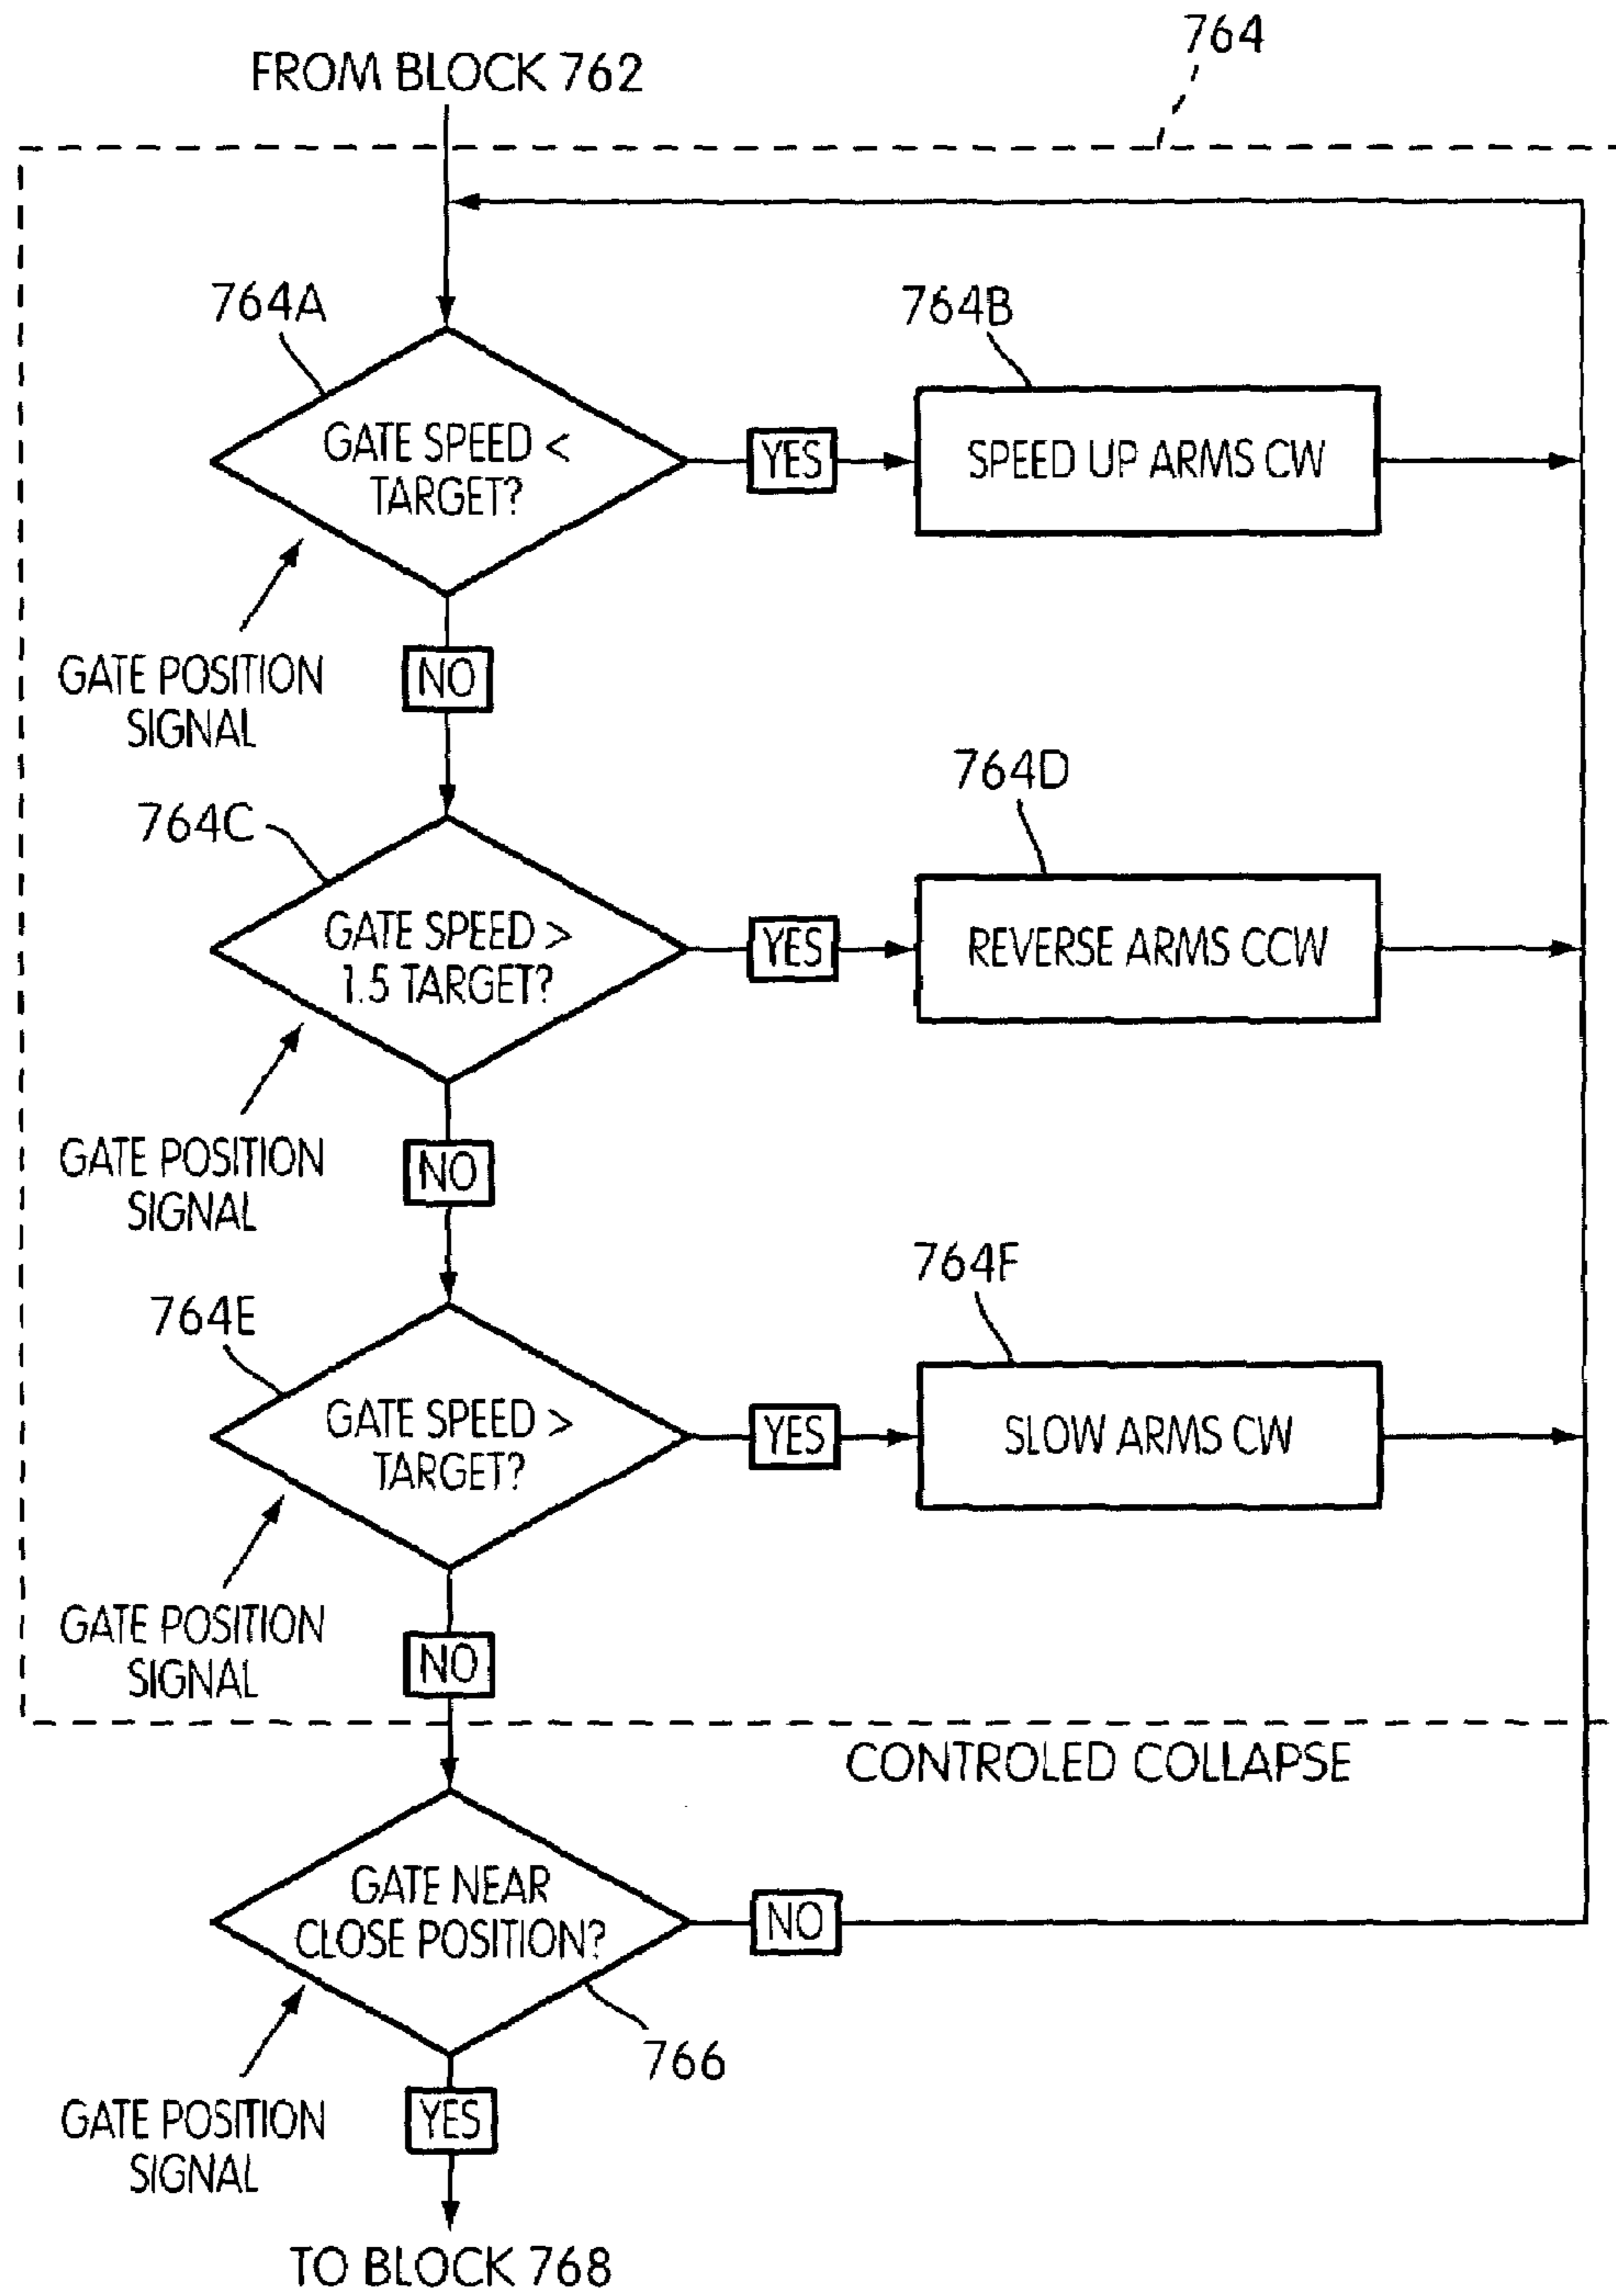 764
FROM BLOCK 762
764A
764B
GATE SPEED <
TARGET?
YES
SPEED UP ARMS CW
GATE POSITION
SIGNAL
NO
764C
764D
GATE SPEED >
1.5 TARGET?
YES
REVERSE ARMS CCW
GATE POSITION
SIGNAL
NO
764E
764F
GATE SPEED >
TARGET?
YES
SLOW ARMS CW
GATE POSITION
SIGNAL
NO
CONTROLED COLLAPSE
GATE NEAR
CLOSE POSITION?
NO
766
GATE POSITION
SIGNAL
YES
TO BLOCK 768